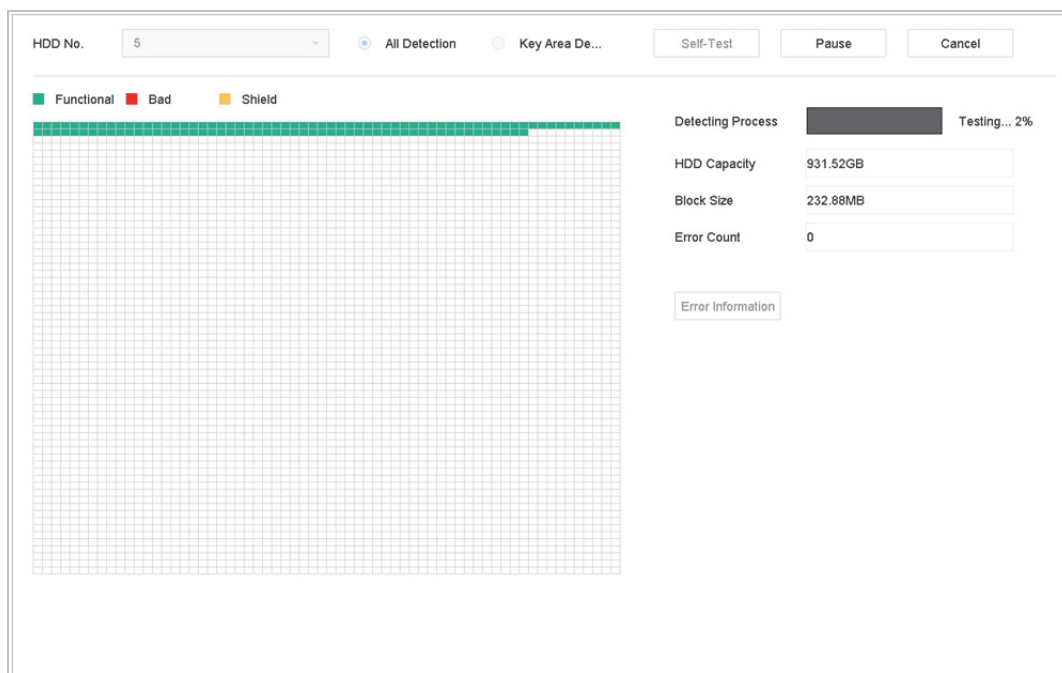 HDD No. 5 All Detection Key Area De... Self-Test Pause Cancel
Functional Bad Shield
Detecting Process Testing... 2%
HDD Capacity 931.52GB
Block Size 232.88MB
Error Count 0
Error Information